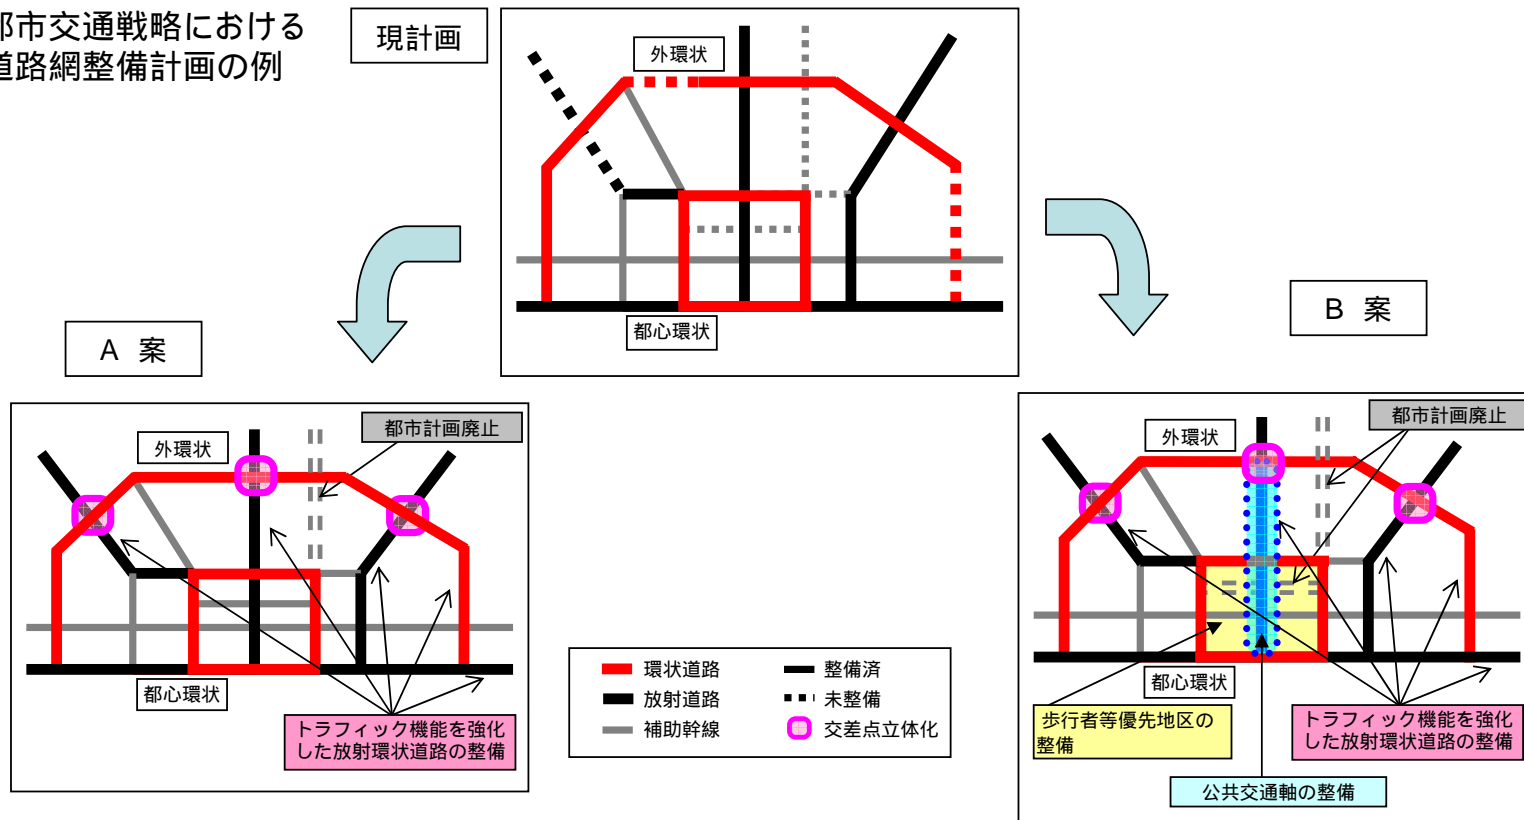 都市交通戦略における
道路網整備計画の例
現計画
外環状
都心環状
A 案
B 案
都市計画廃止
外環状
都心環状
トラフィック機能を強化
した放射環状道路の整備
環状道路
整備済
放射道路
未整備
補助幹線
交差点立体化
都市計画廃止
外環状
都心環状
歩行者等優先地区の
整備
トラフィック機能を強化
した放射環状道路の整備
公共交通軸の整備